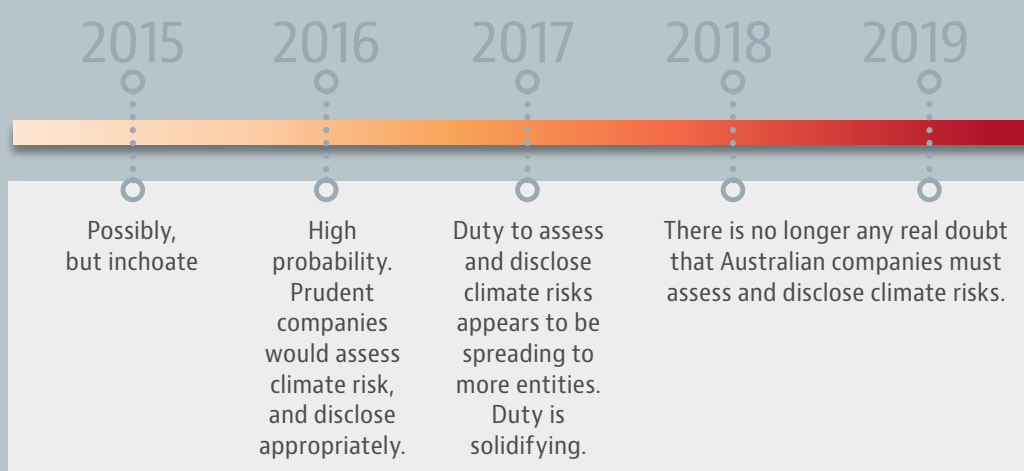 2015
2016
2017
2018
2019
Possibly,
but inchoate
High
probability.
Prudent
companies
would assess
climate risk,
and disclose
appropriately.
Duty to assess
and disclose
climate risks
appears to be
spreading to
more entities.
Duty is
solidifying.
There is no longer any real doubt
that Australian companies must
assess and disclose climate risks.